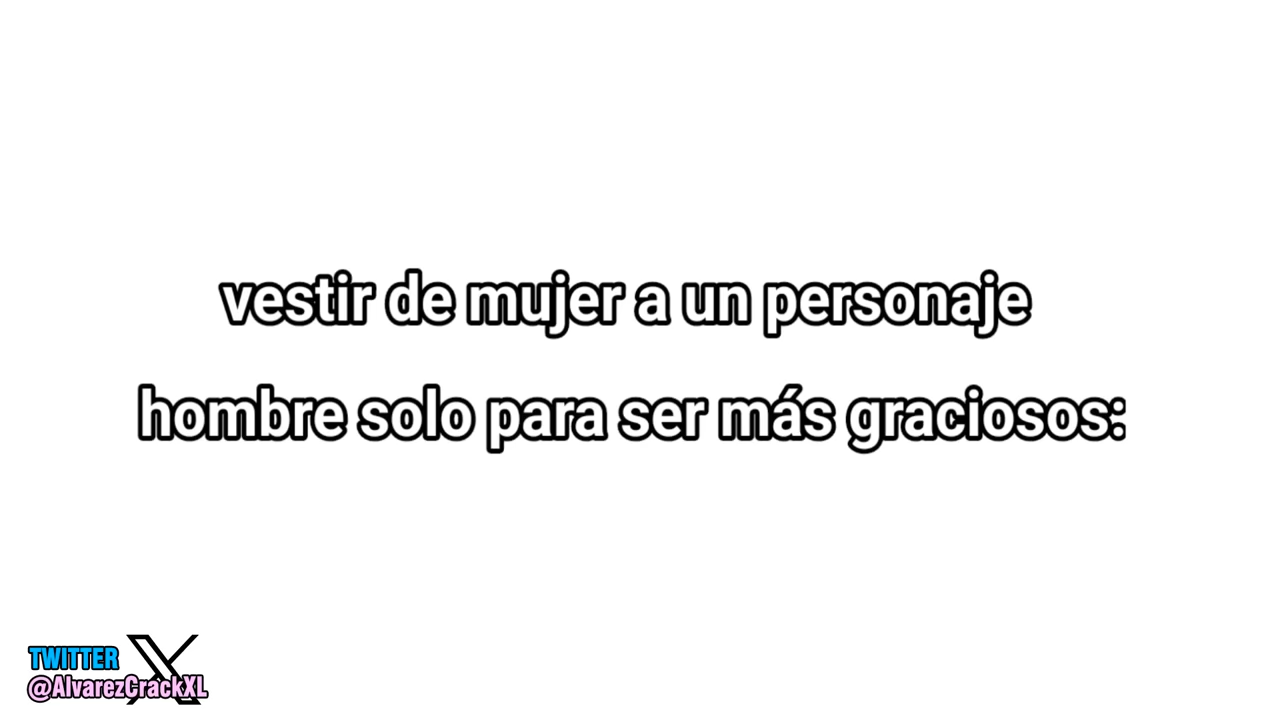 vestir de mujer a un personaje
hombre solo para ser más graciosos:
TWITTER X
@AlvarezCrackXL